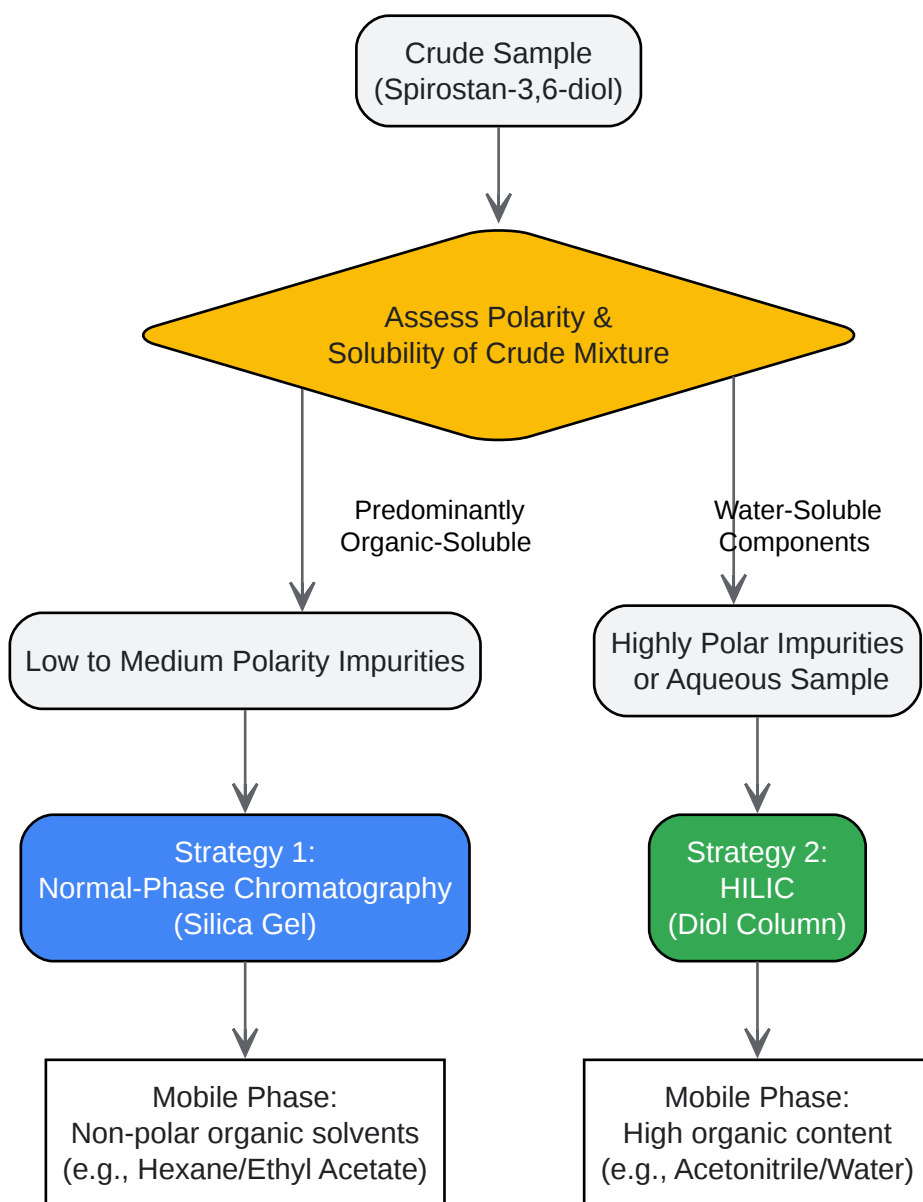 Crude Sample
(Spirostan-3,6-diol)
Assess Polarity &
Solubility of Crude Mixture
Predominantly
Organic-Soluble
Water-Soluble
Components
Low to Medium Polarity Impurities
Highly Polar Impurities
or Aqueous Sample
Strategy 1:
Normal-Phase Chromatography
(Silica Gel)
Strategy 2:
HILIC
(Diol Column)
Mobile Phase:
Non-polar organic solvents
(e.g., Hexane/Ethyl Acetate)
Mobile Phase:
High organic content
(e.g., Acetonitrile/Water)